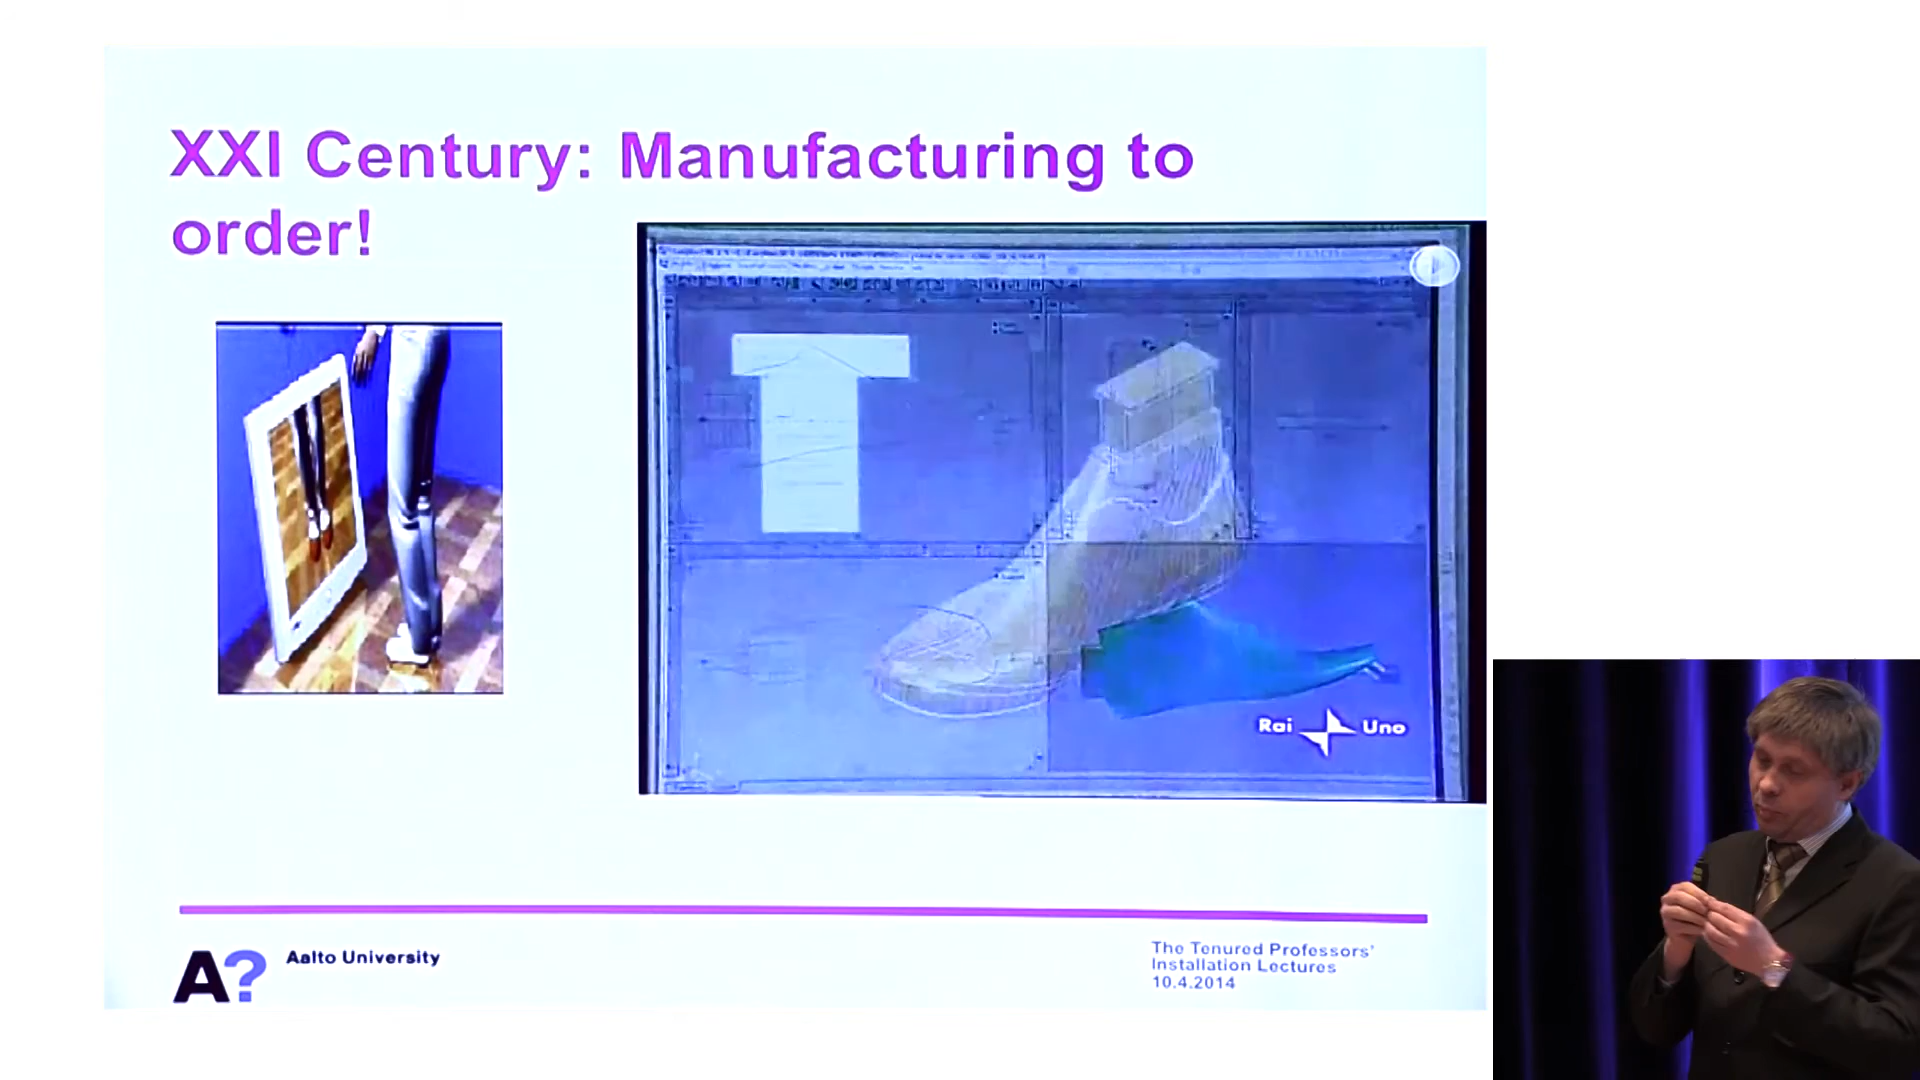 XXI Century: Manufacturing to
order!
Rai Uno
A?
Aalto University
The Tenured Professors'
Installation Lectures
10.4.2014